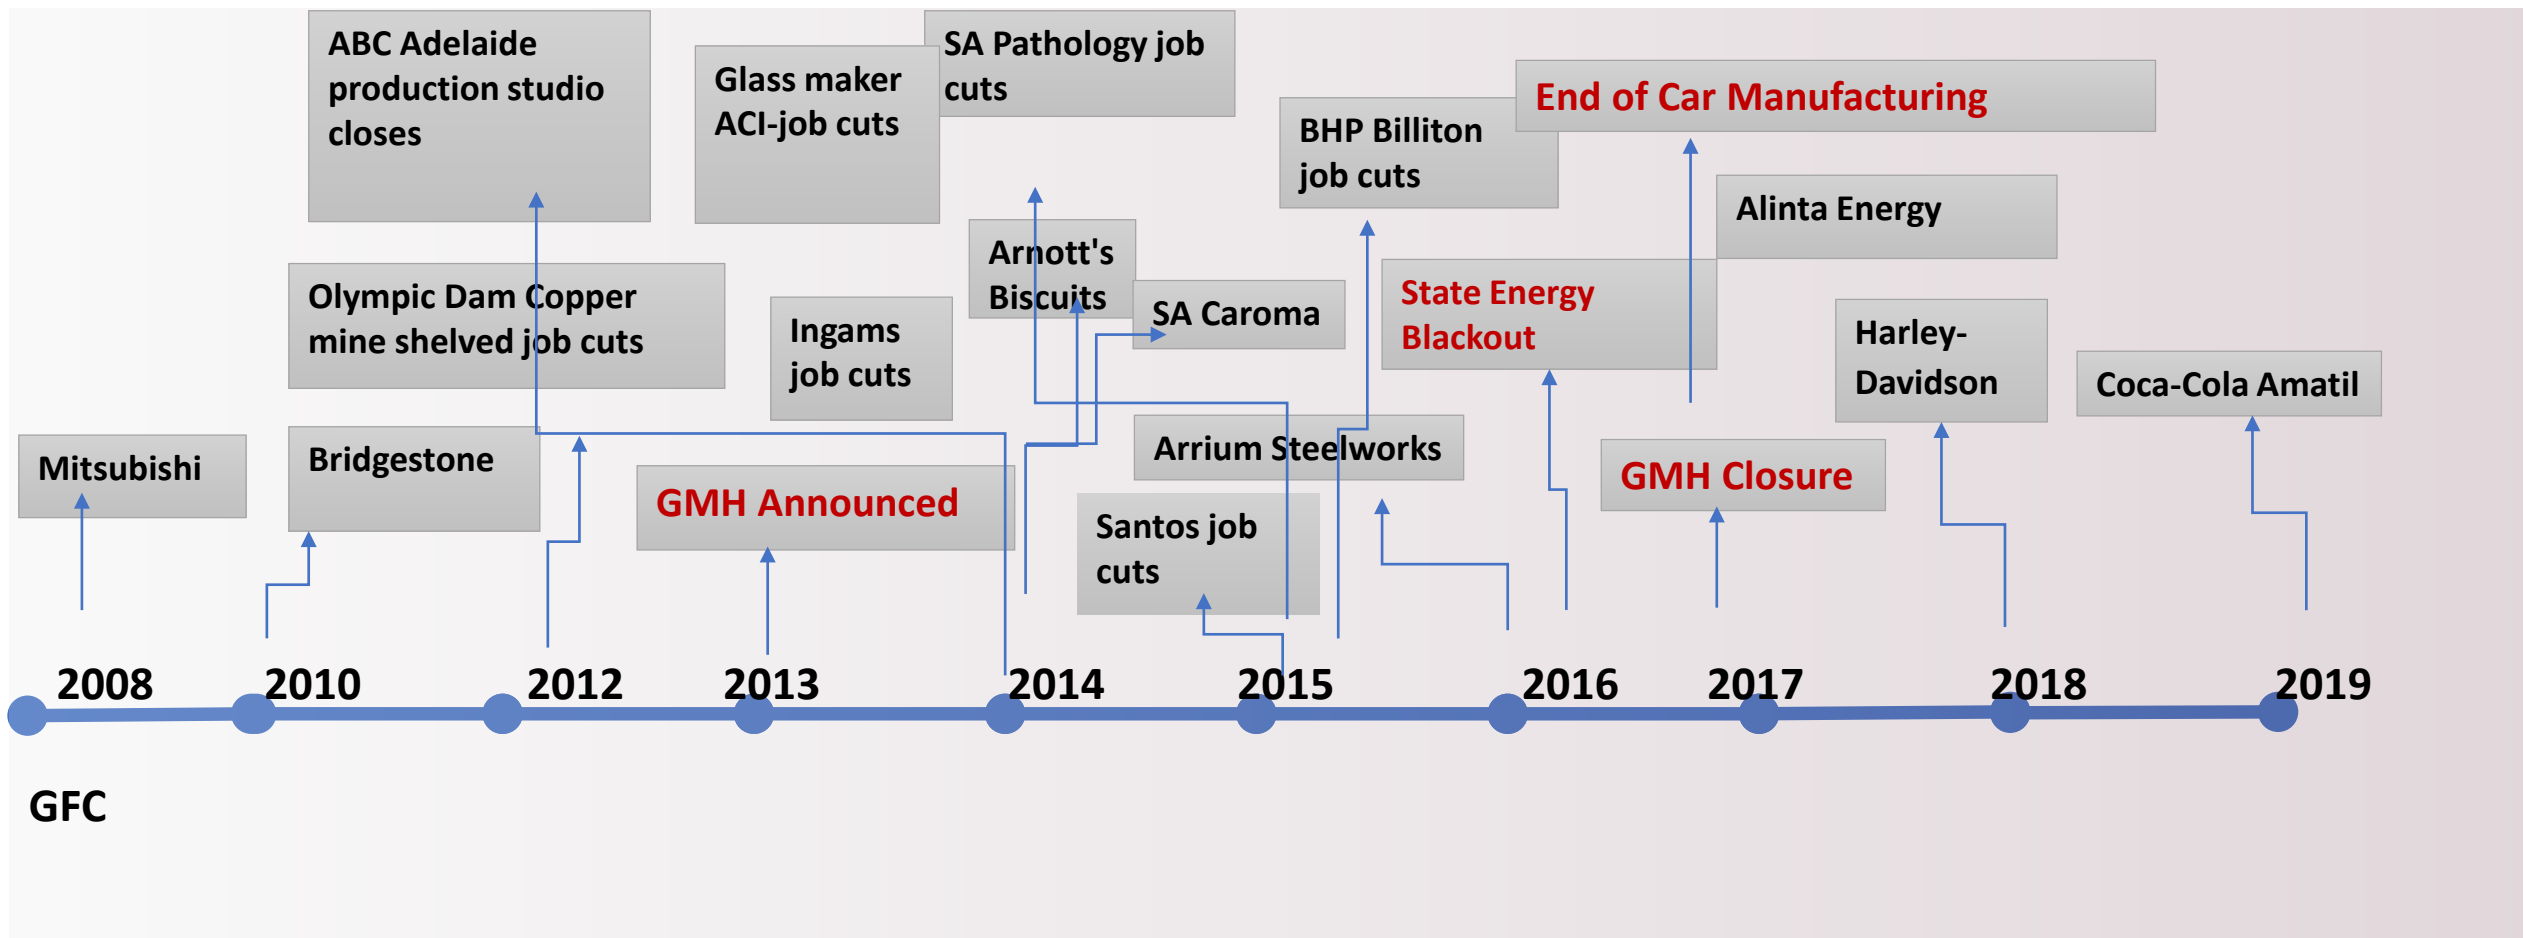 ABC Adelaide
production studio
closes
Glass maker
ACI-job cuts
SA Pathology job
cuts
End of Car Manufacturing
BHP Billiton
job cuts
Alinta Energy
Olympic Dam Copper
mine shelved job cuts
Ingams
job cuts
Arnott's
Biscuits
SA Caroma
State Energy
Blackout
Harley-
Davidson
Coca-Cola Amatil
Mitsubishi
Bridgestone
GMH Announced
Arrium Steelworks
Santos job
cuts
GMH Closure
2008
2010
2012
2013
2014
2015
2016
2017
2018
2019
GFC